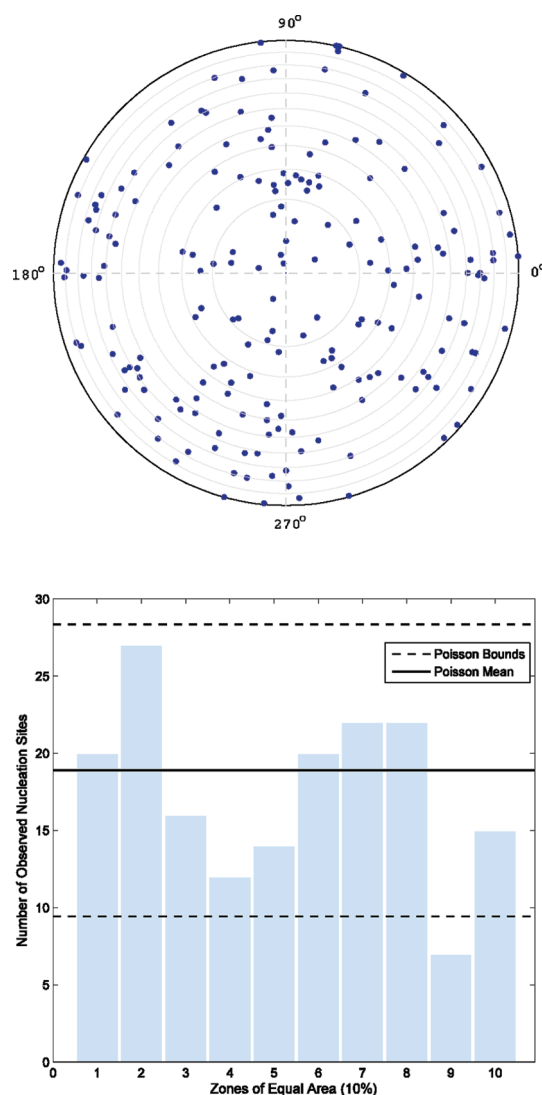 90°
180°
0°
270°
30
25
20
15
10
5
0
Number of Observed Nucleation Sites
Poisson Bounds
Poisson Mean
0 1 2 3 4 5 6 7 8 9 10
Zones of Equal Area (10%)